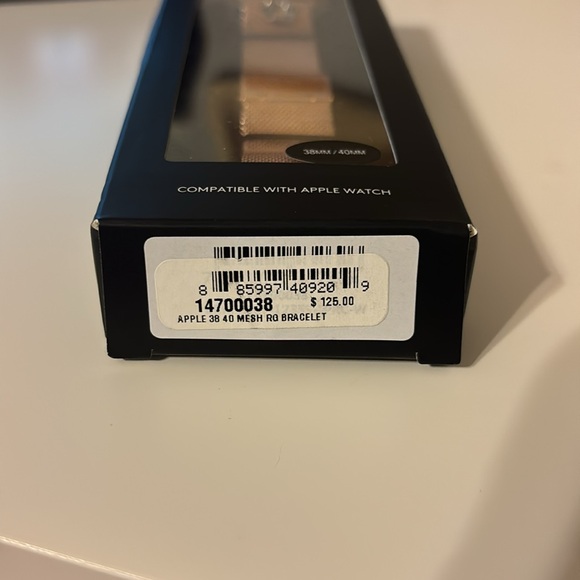 38MM / 40MM
COMPATIBLE WITH APPLE WATCH
8 85997 40920 9
14700038 $ 125.00
APPLE 38 40 MESH RG BRACELET